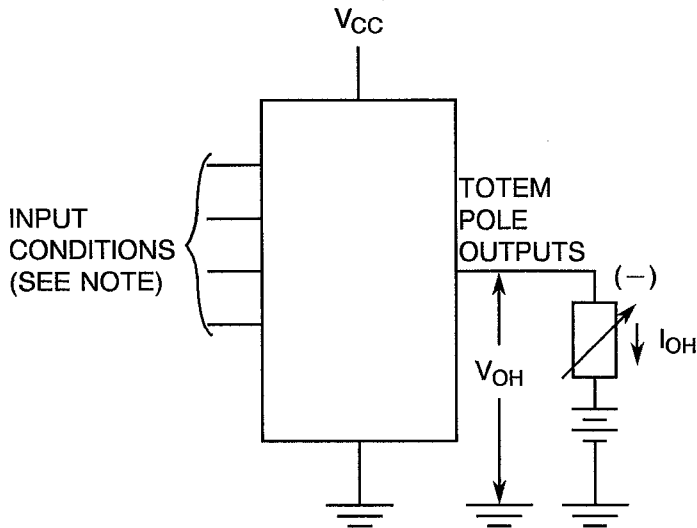 VCC
INPUT
CONDITIONS
(SEE NOTE)
TOTEM
POLE
OUTPUTS
(−)
IOH
VOH